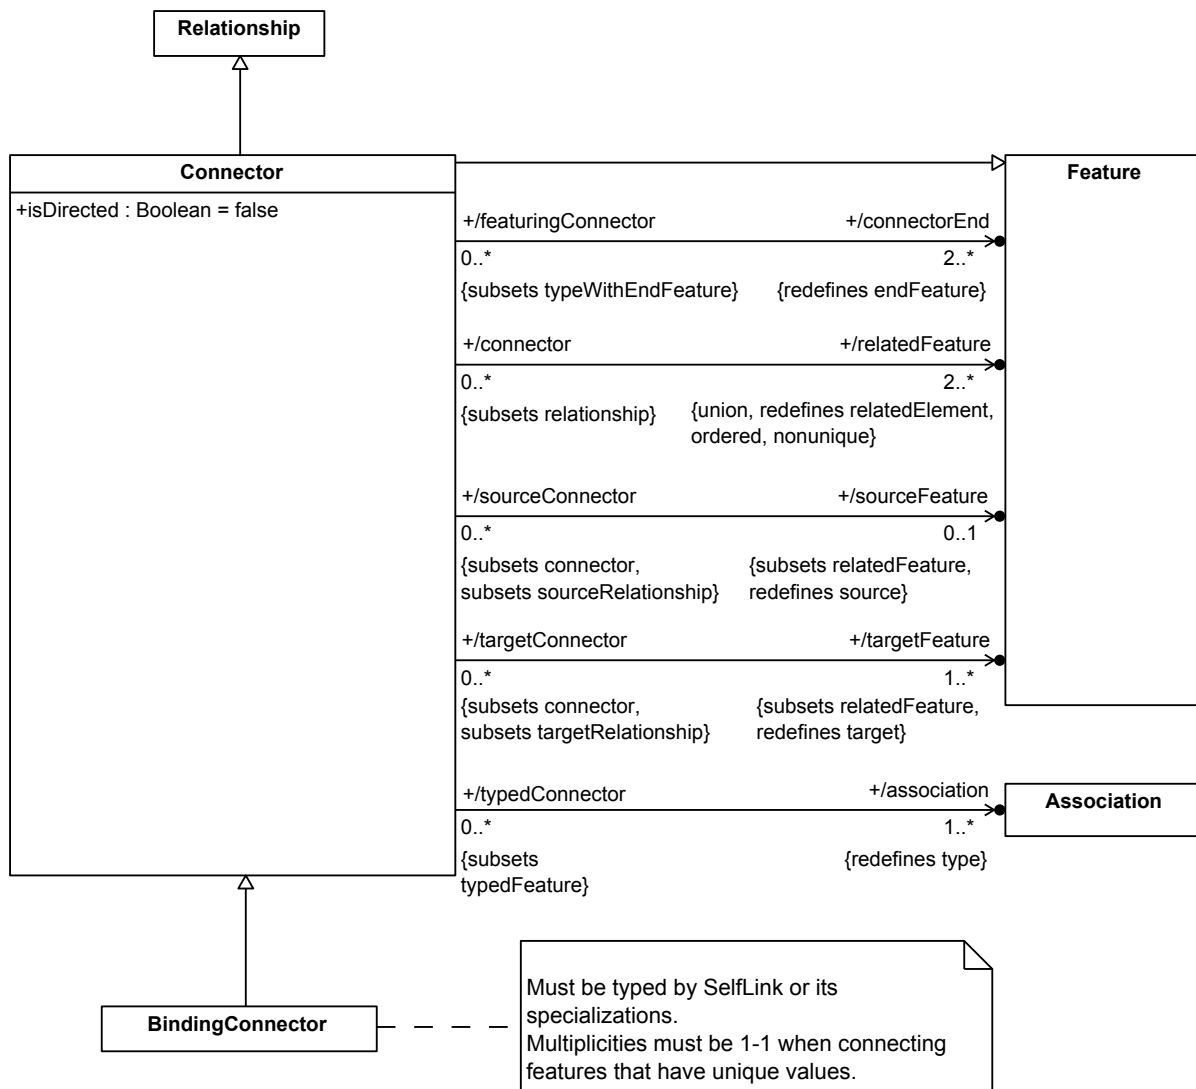 Relationship
Connector
Feature
+isDirected : Boolean = false
+/featuringConnector
+/connectorEnd
0..*
2..*
{subsets typeWithEndFeature}
{redefines endFeature}
+/connector
+/relatedFeature
0..*
2..*
{subsets relationship}
{union, redefines relatedElement,
ordered, nonunique}
+/sourceConnector
+/sourceFeature
0..*
0..1
{subsets connector,
subsets sourceRelationship}
{subsets relatedFeature,
redefines source}
+/targetConnector
+/targetFeature
0..*
1..*
{subsets connector,
subsets targetRelationship}
{subsets relatedFeature,
redefines target}
+/typedConnector
+/association
Association
0..*
1..*
{subsets
typedFeature}
{redefines type}
BindingConnector
Must be typed by SelfLink or its
specializations.
Multiplicities must be 1-1 when connecting
features that have unique values.